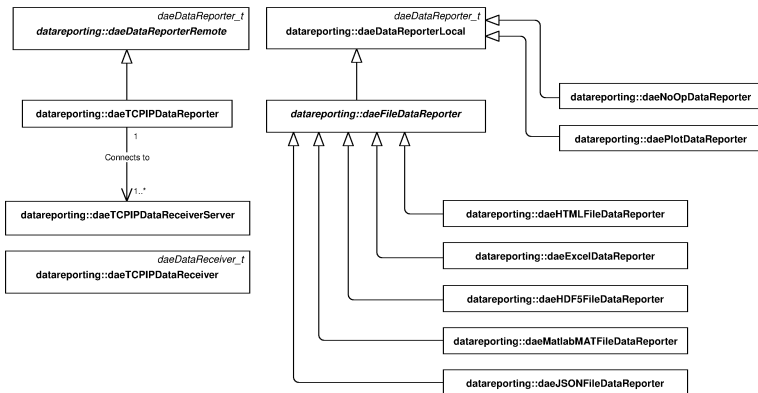 daeDataReporter_t
datareporting::daeDataReporterRemote
datareporting::daeTCPIPDataReporter
1
Connects to
1..*
datareporting::daeTCPIPDataReceiverServer
daeDataReceiver_t
datareporting::daeTCPIPDataReceiver
daeDataReporter_t
datareporting::daeDataReporterLocal
datareporting::daeFileDataReporter
datareporting::daeNoOpDataReporter
datareporting::daePlotDataReporter
datareporting::daeHTMLFileDataReporter
datareporting::daeExcelDataReporter
datareporting::daeHDF5FileDataReporter
datareporting::daeMatlabMATFileDataReporter
datareporting::daeJSONFileDataReporter